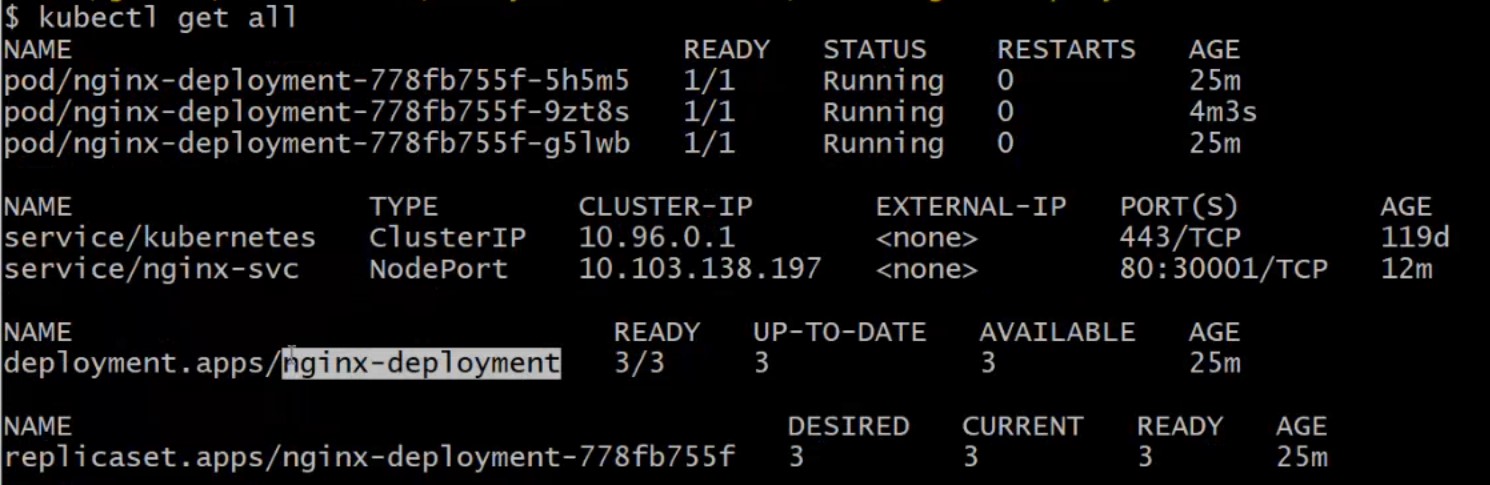 $ kubectl get all
NAME READY STATUS RESTARTS AGE
pod/nginx-deployment-778fb755f-5h5m5 1/1 Running 0 25m
pod/nginx-deployment-778fb755f-9zt8s 1/1 Running 0 4m3s
pod/nginx-deployment-778fb755f-g5lwb 1/1 Running 0 25m
NAME TYPE CLUSTER-IP EXTERNAL-IP PORT(S) AGE
service/kubernetes ClusterIP 10.96.0.1 <none> 443/TCP 119d
service/nginx-svc NodePort 10.103.138.197 <none> 80:30001/TCP 12m
NAME READY UP-TO-DATE AVAILABLE AGE
deployment.apps/nginx-deployment 3/3 3 3 25m
NAME DESIRED CURRENT READY AGE
replicaset.apps/nginx-deployment-778fb755f 3 3 3 25m